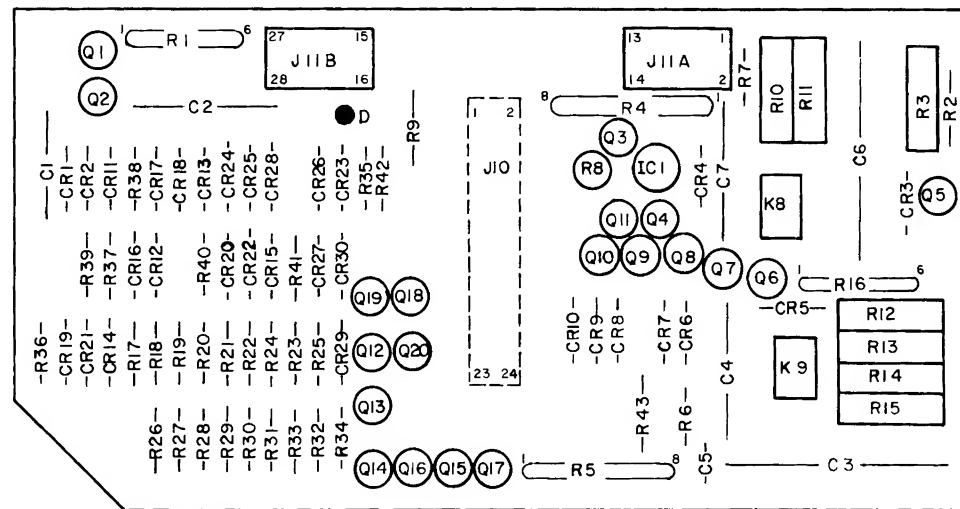 1 R1 6
Q1
Q2
C2
27 15
J11B
28 16
D
R9
1 2
J10
23 24
13 1
J11A
14 2
8 R4 1
R7
R10
R11
C6
R3
R2
Q3
R8
IC1
CR4
C7
K8
CR3
Q5
Q11
Q4
Q10
Q9
Q8
Q7
Q6
1 R16 6
CR5
C1
CR1
CR2
CR11
R38
CR17
CR18
CR13
CR24
CR25
CR28
CR26
CR23
R35
R42
R39
R37
CR16
CR12
R40
CR20
CR22
CR15
R41
CR27
CR30
Q19
Q18
R36
CR19
CR21
CR14
R17
R18
R19
R20
R21
R22
R24
R23
R25
CR29
Q12
Q20
CR10
CR9
CR8
CR7
CR6
C4
K9
R12
R13
R14
R15
Q13
R26
R27
R28
R29
R30
R31
R33
R32
R34
Q14
Q16
Q15
Q17
1 R5 8
R43
R6
C5
C3